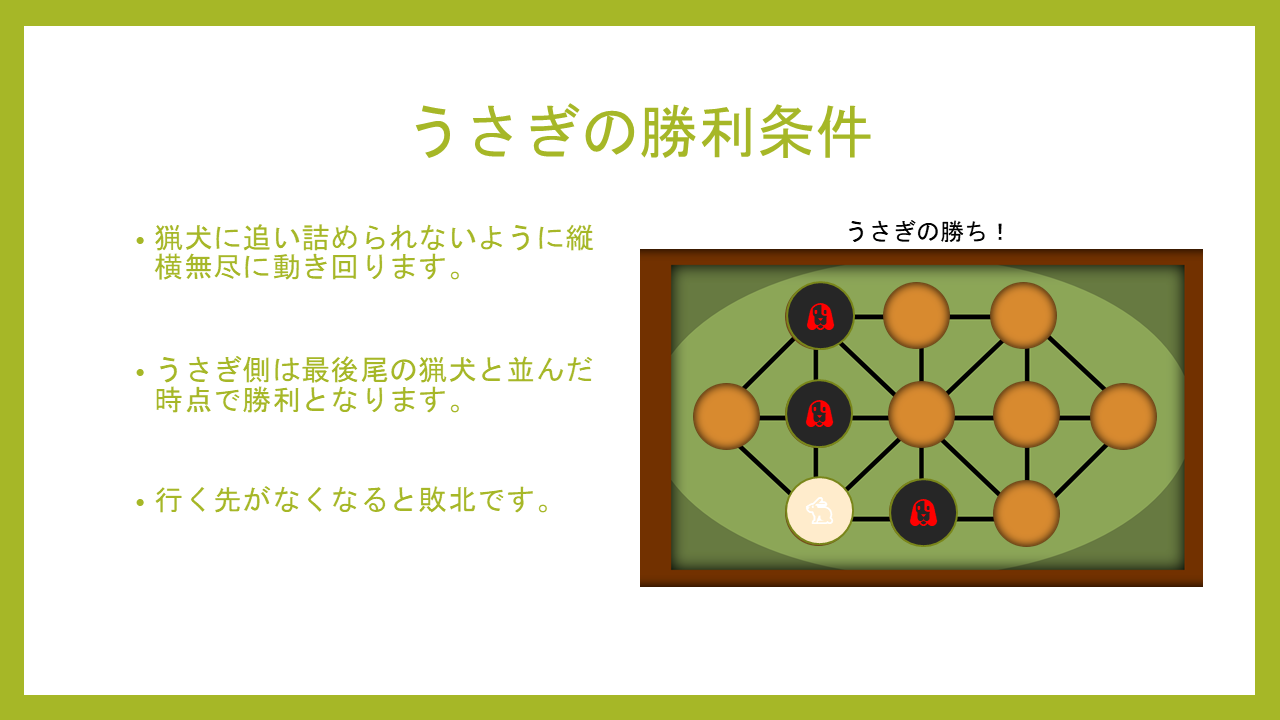 うさぎの勝利条件
• 猟犬に追い詰められないように縦
横無尽に動き回ります。
• うさぎ側は最後尾の猟犬と並んだ
時点で勝利となります。
• 行く先がなくなると敗北です。
うさぎの勝ち！